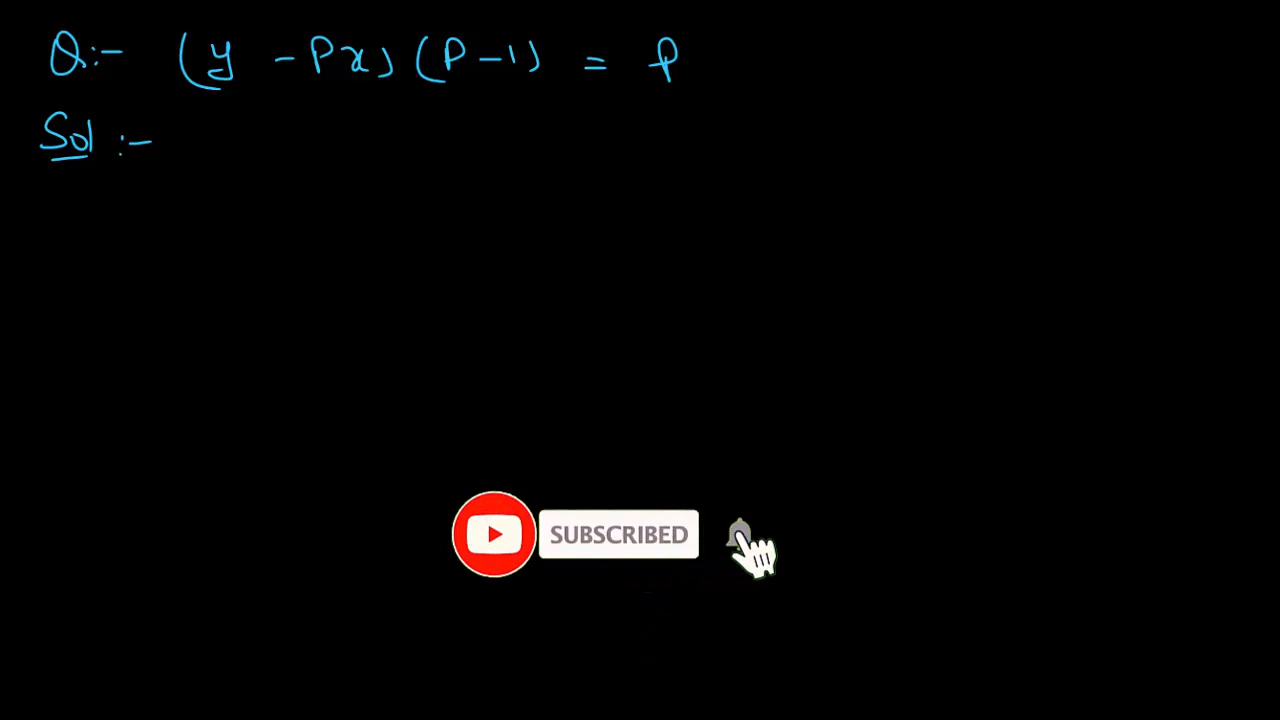 Q:- (y - Px) (P-1) = P
Sol :-
SUBSCRIBED